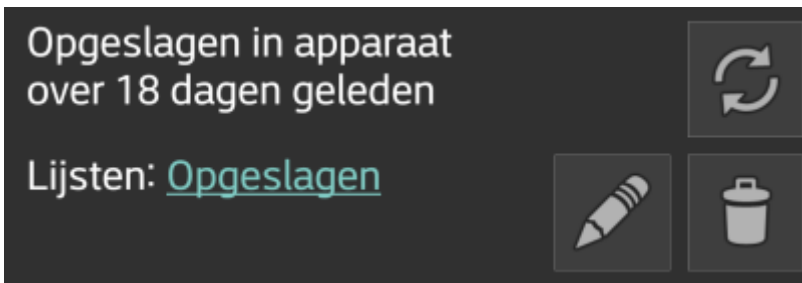 Opgeslagen in apparaat
over 18 dagen geleden
Lijsten: Opgeslagen